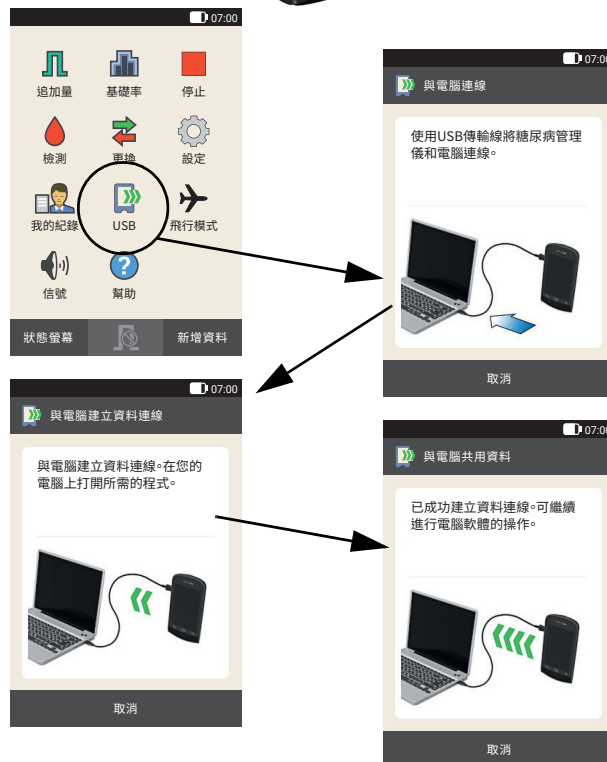 07:00
追加量 基礎率 停止
檢測 更換 設定
我的紀錄 USB 飛行模式
信號 幫助
狀態螢幕 新增資料
07:00
與電腦連線
使用USB傳輸線將糖尿病管理
儀和電腦連線。
取消
07:00
與電腦建立資料連線
與電腦建立資料連線。在您的
電腦上打開所需的程式。
取消
07:00
與電腦共用資料
已成功建立資料連線。可繼續
進行電腦軟體的操作。
取消